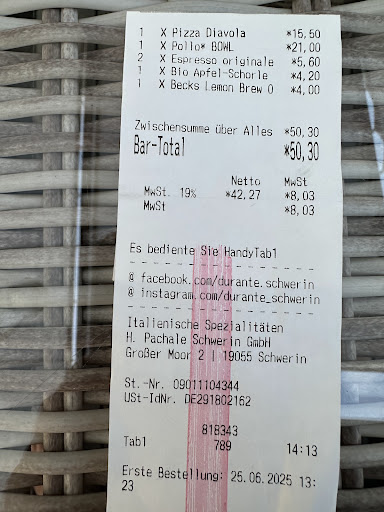 1 X Pizza Diavola *15,50
1 X Pollo* BOWL *21,00
2 X Espresso originale *5,60
1 X Bio Apfel-Schorle *4,20
1 X Becks Lemon Brew 0 *4,00
Zwischensumme über Alles *50,30
Bar-Total *50,30
Netto MwSt
MwSt. 19% *42,27 *8,03
MwSt *8,03
Es bediente Sie HandyTab1
- - - - - - - - - - - - - - - - - -
@ facebook.com/durante.schwerin
@ instagram.com/durante_schwerin
- - - - - - - - - - - - - - - - - -
Italienische Spezialitäten
H. Pachale Schwerin GmbH
Großer Moor 2 | 19055 Schwerin
St.-Nr. 09011104344
USt-IdNr. DE291802162
818343
Tab1 789 14:13
Erste Bestellung: 25.06.2025 13:
23